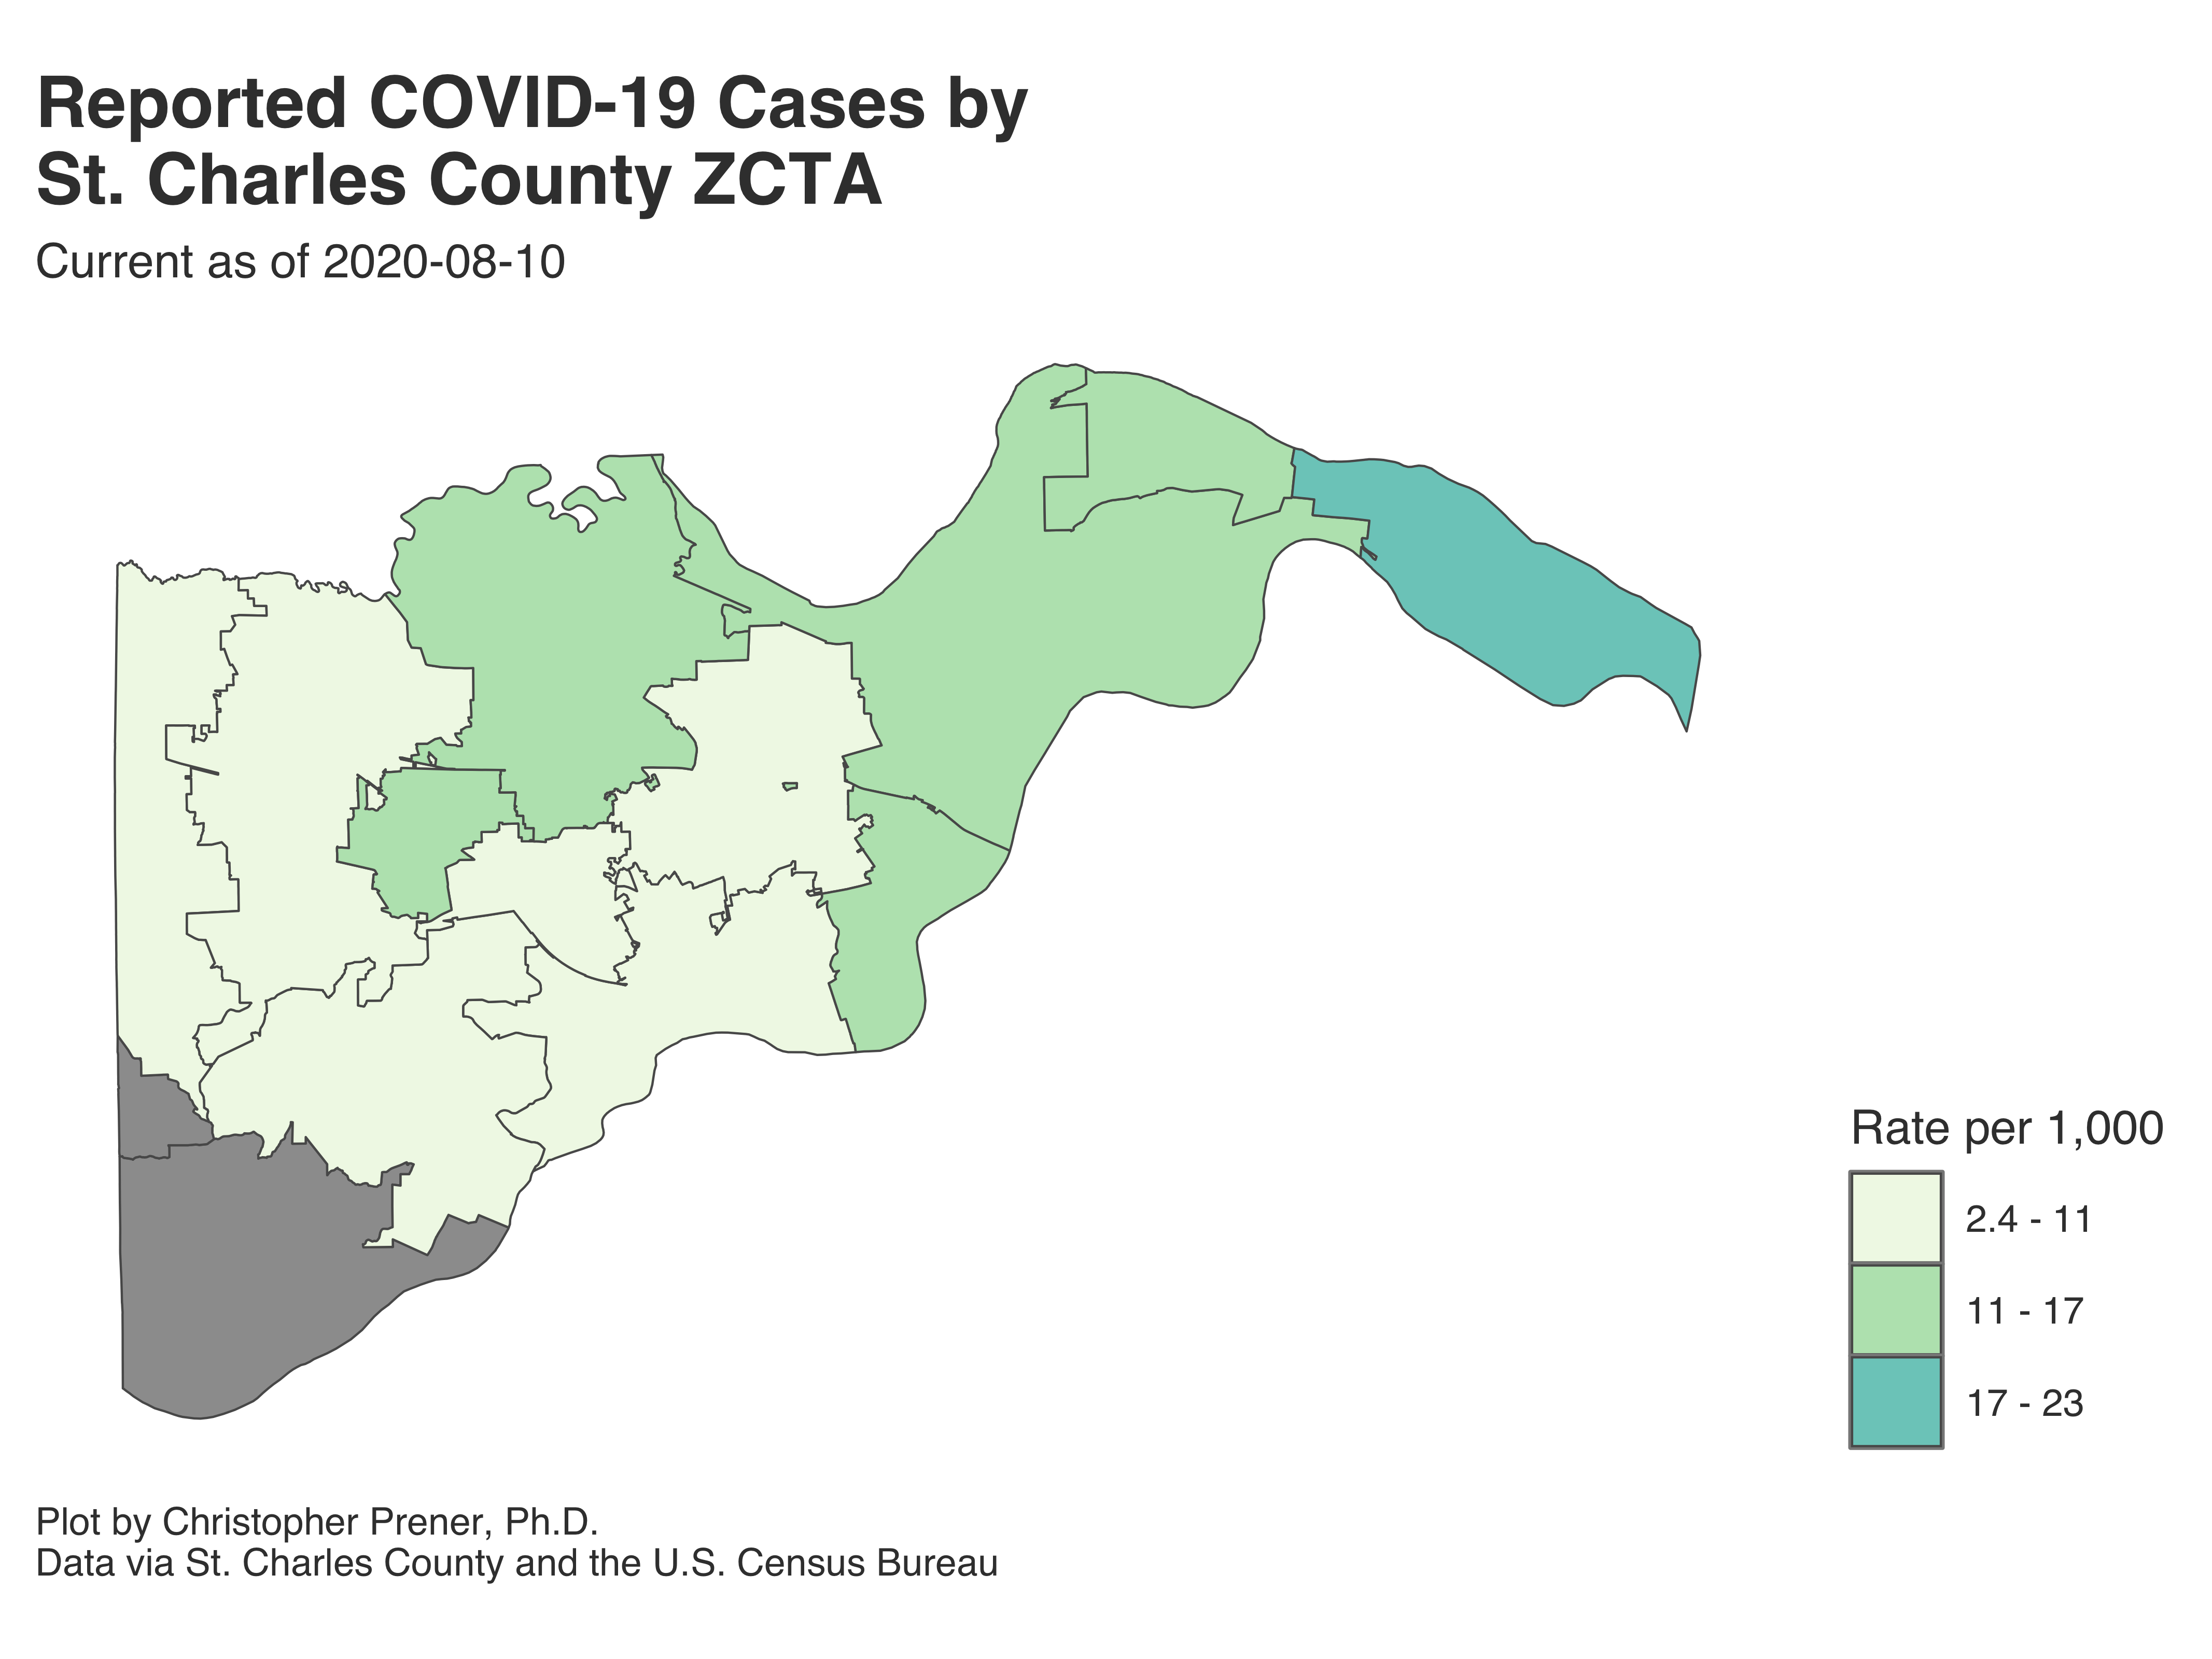 Reported COVID-19 Cases by
St. Charles County ZCTA
Current as of 2020-08-10
Rate per 1,000
2.4 - 11
11 - 17
17 - 23
Plot by Christopher Prener, Ph.D.
Data via St. Charles County and the U.S. Census Bureau